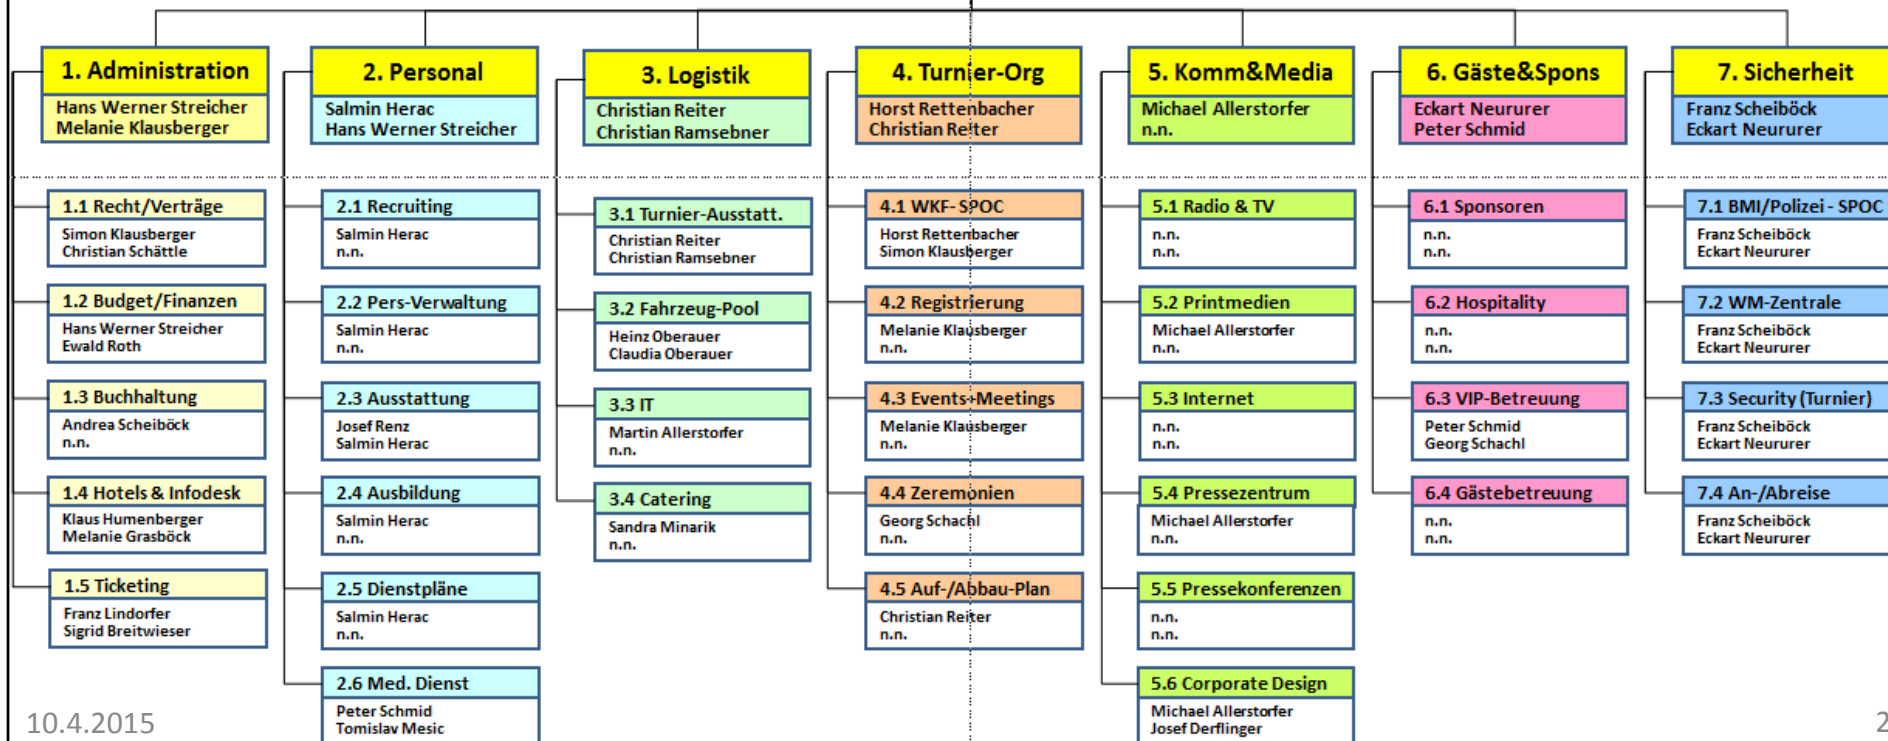 1. Administration
Hans Werner Streicher
Melanie Klausberger
1.1 Recht/Verträge
Simon Klausberger
Christian Schättle
1.2 Budget/Finanzen
Hans Werner Streicher
Ewald Roth
1.3 Buchhaltung
Andrea Scheiböck
n.n.
1.4 Hotels & Infodesk
Klaus Humenberger
Melanie Grasböck
1.5 Ticketing
Franz Lindorfer
Sigrid Breitwieser
2. Personal
Salmin Herac
Hans Werner Streicher
2.1 Recruiting
Salmin Herac
n.n.
2.2 Pers-Verwaltung
Salmin Herac
n.n.
2.3 Ausstattung
Josef Renz
Salmin Herac
2.4 Ausbildung
Salmin Herac
n.n.
2.5 Dienstpläne
Salmin Herac
n.n.
2.6 Med. Dienst
Peter Schmid
Tomislav Mesic
3. Logistik
Christian Reiter
Christian Ramsebner
3.1 Turnier-Ausstatt.
Christian Reiter
Christian Ramsebner
3.2 Fahrzeug-Pool
Heinz Oberauer
Claudia Oberauer
3.3 IT
Martin Allerstorfer
n.n.
3.4 Catering
Sandra Minarik
n.n.
4. Turnier-Org
Horst Rettenbacher
Christian Reiter
4.1 WKF- SPOC
Horst Rettenbacher
Simon Klausberger
4.2 Registrierung
Melanie Klausberger
n.n.
4.3 Events+Meetings
Melanie Klausberger
n.n.
4.4 Zeremonien
Georg Schachl
n.n.
4.5 Auf-/Abbau-Plan
Christian Reiter
n.n.
5. Komm&Media
Michael Allerstorfer
n.n.
5.1 Radio & TV
n.n.
n.n.
5.2 Printmedien
Michael Allerstorfer
n.n.
5.3 Internet
n.n.
n.n.
5.4 Pressezentrum
Michael Allerstorfer
n.n.
5.5 Pressekonferenzen
n.n.
n.n.
5.6 Corporate Design
Michael Allerstorfer
Josef Derflinger
6. Gäste&Spons
Eckart Neururer
Peter Schmid
6.1 Sponsoren
n.n.
n.n.
6.2 Hospitality
n.n.
n.n.
6.3 VIP-Betreuung
Peter Schmid
Georg Schachl
6.4 Gästebetreuung
n.n.
n.n.
7. Sicherheit
Franz Scheiböck
Eckart Neururer
7.1 BMI/Polizei - SPOC
Franz Scheiböck
Eckart Neururer
7.2 WM-Zentrale
Franz Scheiböck
Eckart Neururer
7.3 Security (Turnier)
Franz Scheiböck
Eckart Neururer
7.4 An-/Abreise
Franz Scheiböck
Eckart Neururer
10.4.2015
2